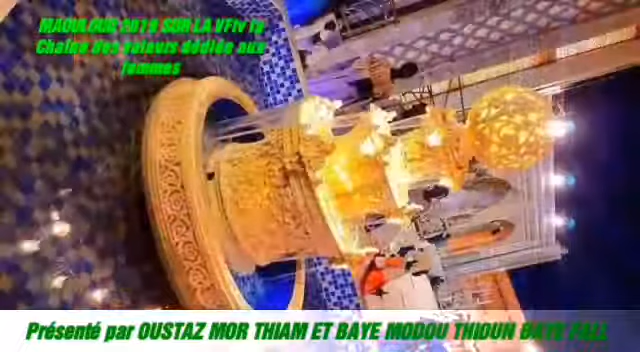 MAOULOUD 2019 SUR LA VFtv la
Chaîne des valeurs dédiée aux
femmes
Présenté par OUSTAZ MOR THIAM ET BAYE MODOU THIOUN BAYE FALL